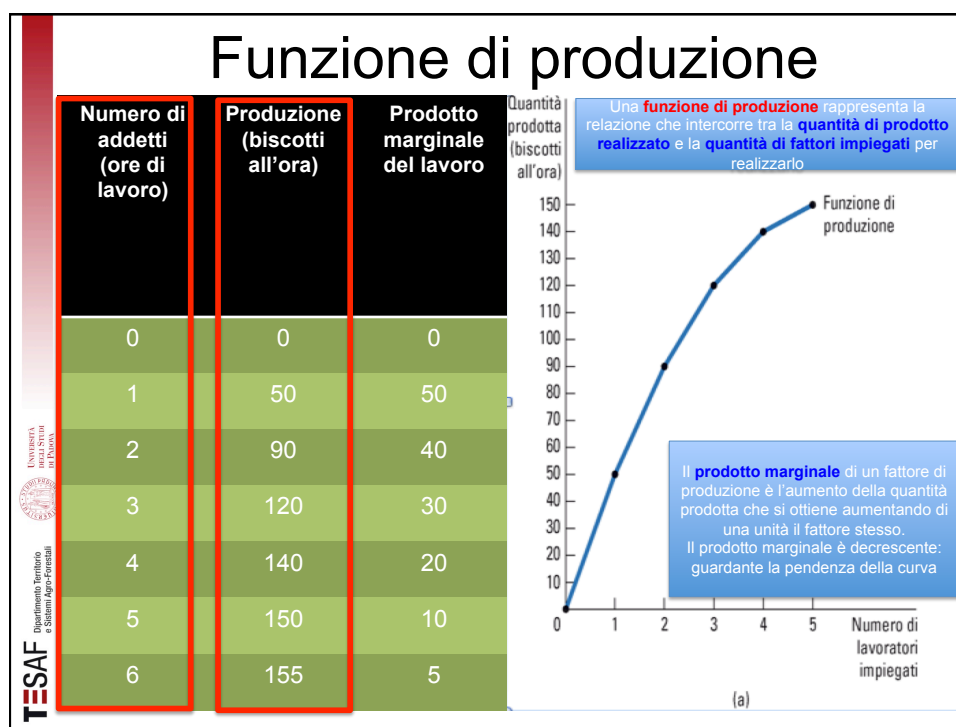 Funzione di produzione
Numero di
addetti
(ore di
lavoro)
Produzione
(biscotti
all'ora)
Prodotto
marginale
del lavoro
0 0 0
1 50 50
2 90 40
3 120 30
4 140 20
5 150 10
6 155 5
Quantità
prodotta
(biscotti
all'ora)
Una funzione di produzione rappresenta la
relazione che intercorre tra la quantità di prodotto
realizzato e la quantità di fattori impiegati per
realizzarlo
150
140
130
120
110
100
90
80
70
60
50
40
30
20
10
Funzione di
produzione
Il prodotto marginale di un fattore di
produzione è l'aumento della quantità
prodotta che si ottiene aumentando di
una unità il fattore stesso.
Il prodotto marginale è decrescente:
guardante la pendenza della curva
0 1 2 3 4 5
Numero di
lavoratori
impiegati
(a)
Università
degli Studi
di Padova
Dipartimento Territorio
e Sistemi Agro-Forestali
TESAF